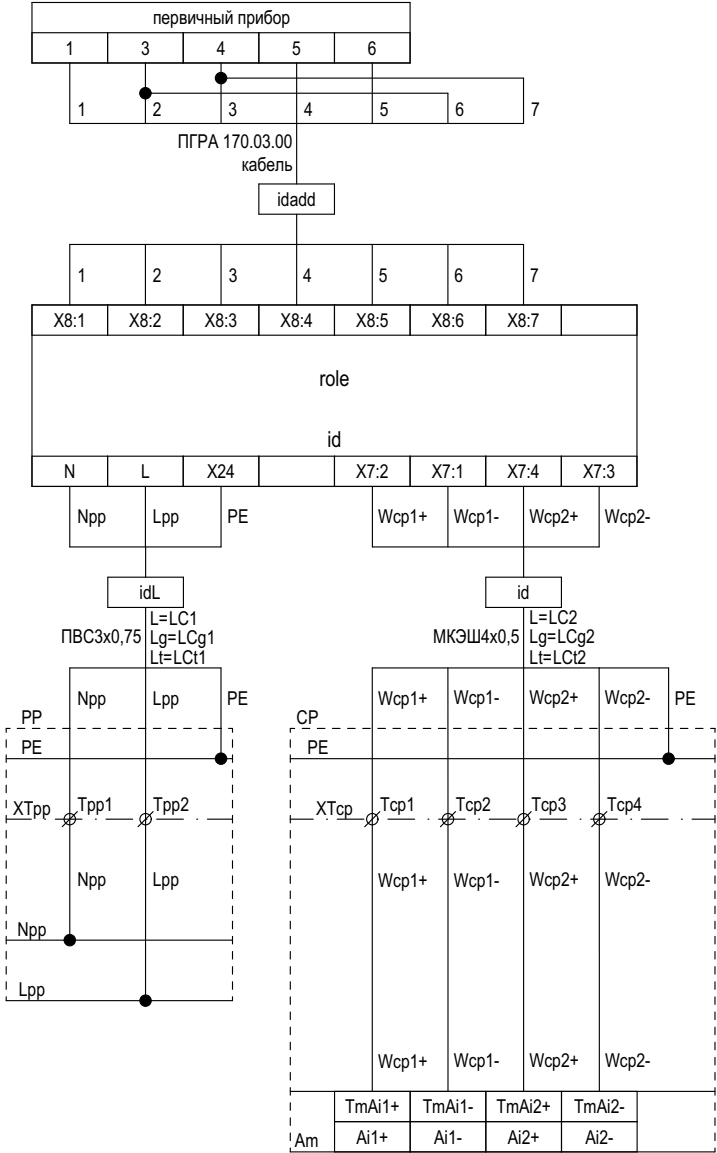 первичный прибор
1 3 4 5 6
1 2 3 4 5 6 7
ПГРА 170.03.00
кабель
idadd
1 2 3 4 5 6 7
X8:1 X8:2 X8:3 X8:4 X8:5 X8:6 X8:7
role
id
N L X24 X7:2 X7:1 X7:4 X7:3
Npp Lpp PE Wcp1+ Wcp1- Wcp2+ Wcp2-
idL id
L=LC1 L=LC2
ПВС3х0,75 Lg=LCg1 МКЭШ4х0,5 Lg=LCg2
Lt=LCt1 Lt=LCt2
Npp Lpp PE Wcp1+ Wcp1- Wcp2+ Wcp2- PE
PP CP
PE PE
XTpp Tpp1 Tpp2 XTcp Tcp1 Tcp2 Tcp3 Tcp4
Npp Lpp Wcp1+ Wcp1- Wcp2+ Wcp2-
Npp
Lpp
Wcp1+ Wcp1- Wcp2+ Wcp2-
TmAi1+ TmAi1- TmAi2+ TmAi2-
Am Ai1+ Ai1- Ai2+ Ai2-